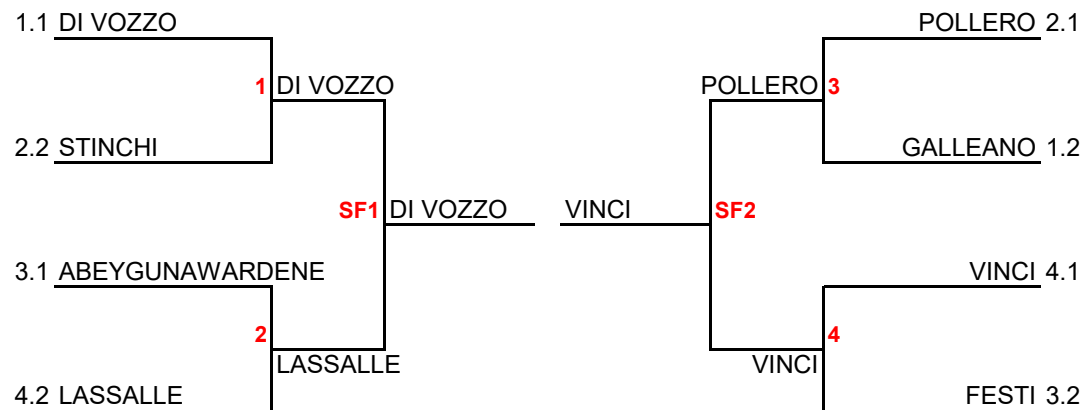 1.1 DI VOZZO
POLLERO 2.1
1 DI VOZZO
POLLERO 3
2.2 STINCHI
GALLEANO 1.2
SF1 DI VOZZO
VINCI SF2
3.1 ABEYGUNAWARDENE
VINCI 4.1
2
4
LASSALLE
VINCI
4.2 LASSALLE
FESTI 3.2